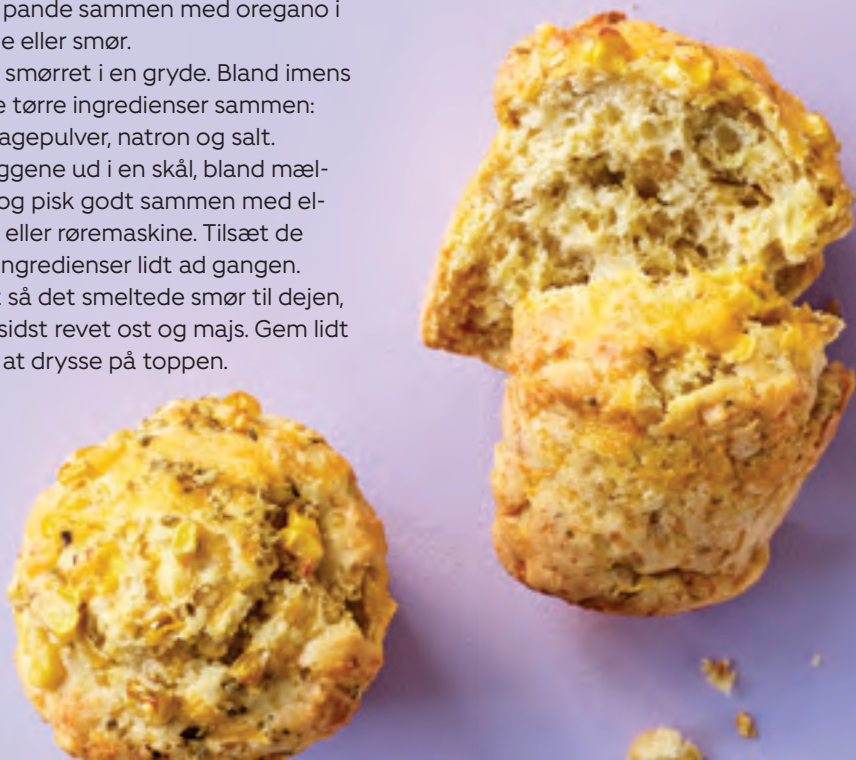 pande sammen med oregano i
e eller smør.
smørret i en gryde. Bland imens
e tørre ingredienser sammen:
agepulver, natron og salt.
ggene ud i en skål, bland mæl-
og pisk godt sammen med el-
eller røremaskine. Tilsæt de
ngredienser lidt ad gangen.
t så det smeltede smør til dejen,
sidst revet ost og majs. Gem lidt
at drysse på toppen.